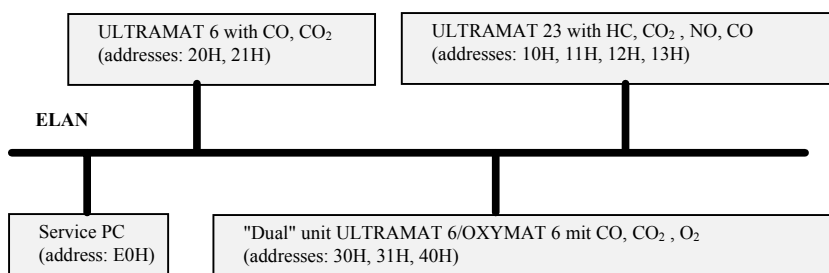 ULTRAMAT 6 with CO, CO₂
(addresses: 20H, 21H)
ULTRAMAT 23 with HC, CO₂ , NO, CO
(addresses: 10H, 11H, 12H, 13H)
ELAN
Service PC
(address: E0H)
"Dual" unit ULTRAMAT 6/OXYMAT 6 mit CO, CO₂ , O₂
(addresses: 30H, 31H, 40H)